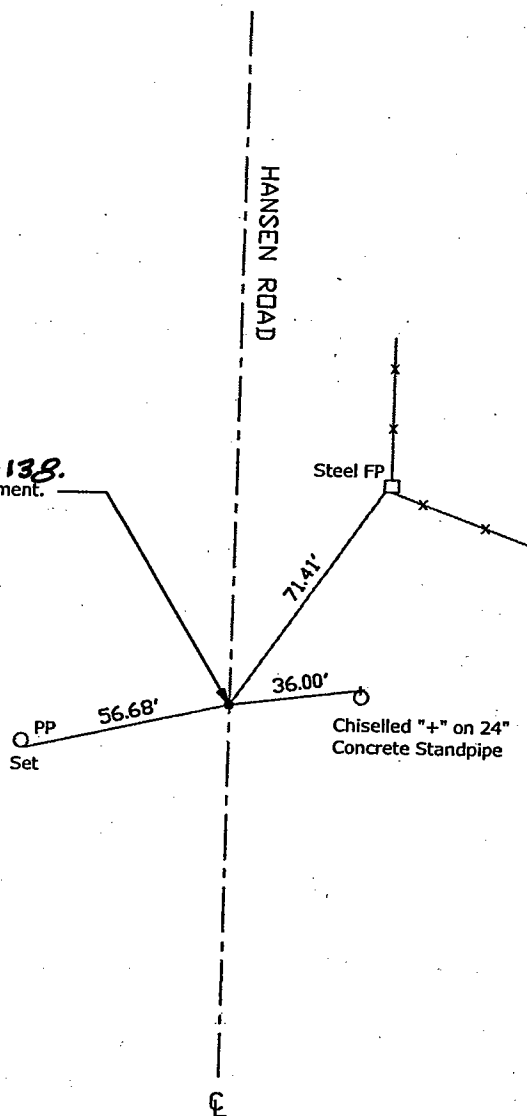 HANSEN ROAD
138.
ment.
Steel FP
71.41'
56.68'
36.00'
PP
Set
Chiselled "+" on 24"
Concrete Standpipe
℄